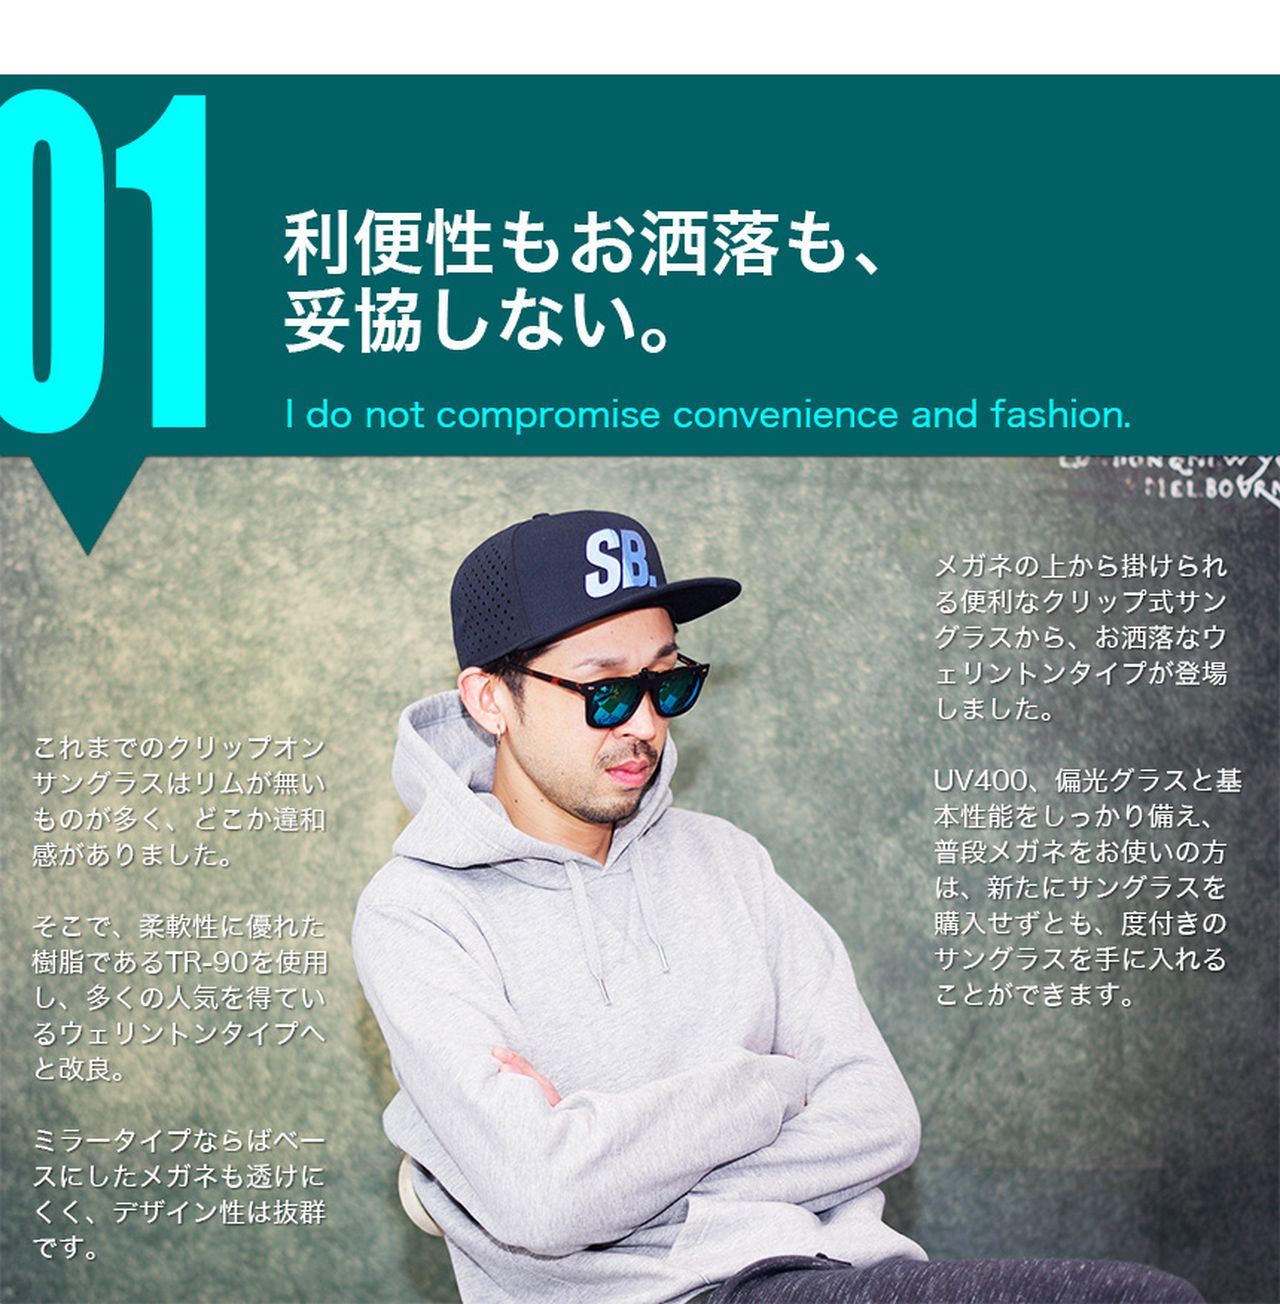 01
利便性もお洒落も、
妥協しない。
I do not compromise convenience and fashion.
MELBOURN
SB.
メガネの上から掛けられ
る便利なクリップ式サン
グラスから、お洒落なウ
ェリントンタイプが登場
しました。
UV400、偏光グラスと基
本性能をしっかり備え、
普段メガネをお使いの方
は、新たにサングラスを
購入せずとも、度付きの
サングラスを手に入れる
ことができます。
これまでのクリップオン
サングラスはリムが無い
ものが多く、どこか違和
感がありました。
そこで、柔軟性に優れた
樹脂であるTR-90を使用
し、多くの人気を得てい
るウェリントンタイプへ
と改良。
ミラータイプならばベー
スにしたメガネも透けに
くく、デザイン性は抜群
です。